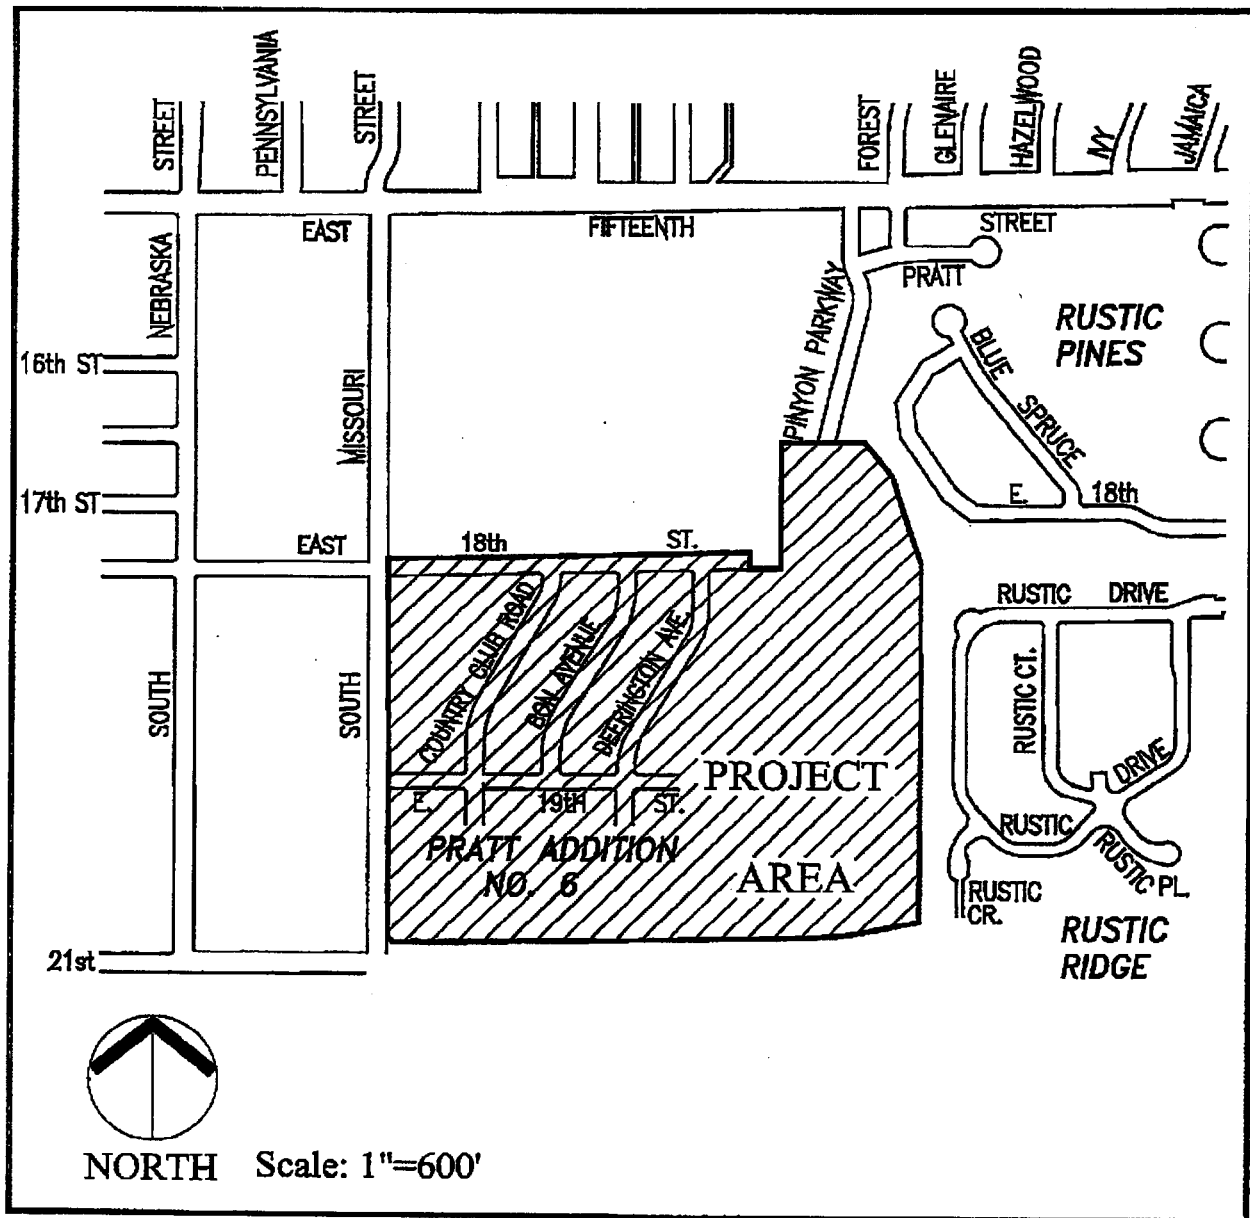 STREET
PENNSYLVANIA
STREET
FOREST
GLENAIRE
HAZELWOOD
IVY
JAMAICA
EAST
FIFTEENTH
STREET
NEBRASKA
PRATT
PINYON PARKWAY
RUSTIC
PINES
16th ST
BLUE
SPRUCE
MISSOURI
17th ST
E.
18th
EAST
18th
ST.
RUSTIC
DRIVE
COUNTRY CLUB ROAD
BON AVENUE
DEFRINGTON AVE.
SOUTH
SOUTH
RUSTIC CT.
DRIVE
PROJECT
E.
19TH
ST.
RUSTIC
PRATT ADDITION
NO. 6
AREA
RUSTIC PL.
RUSTIC
CR.
RUSTIC
RIDGE
21st
NORTH
Scale: 1"=600'